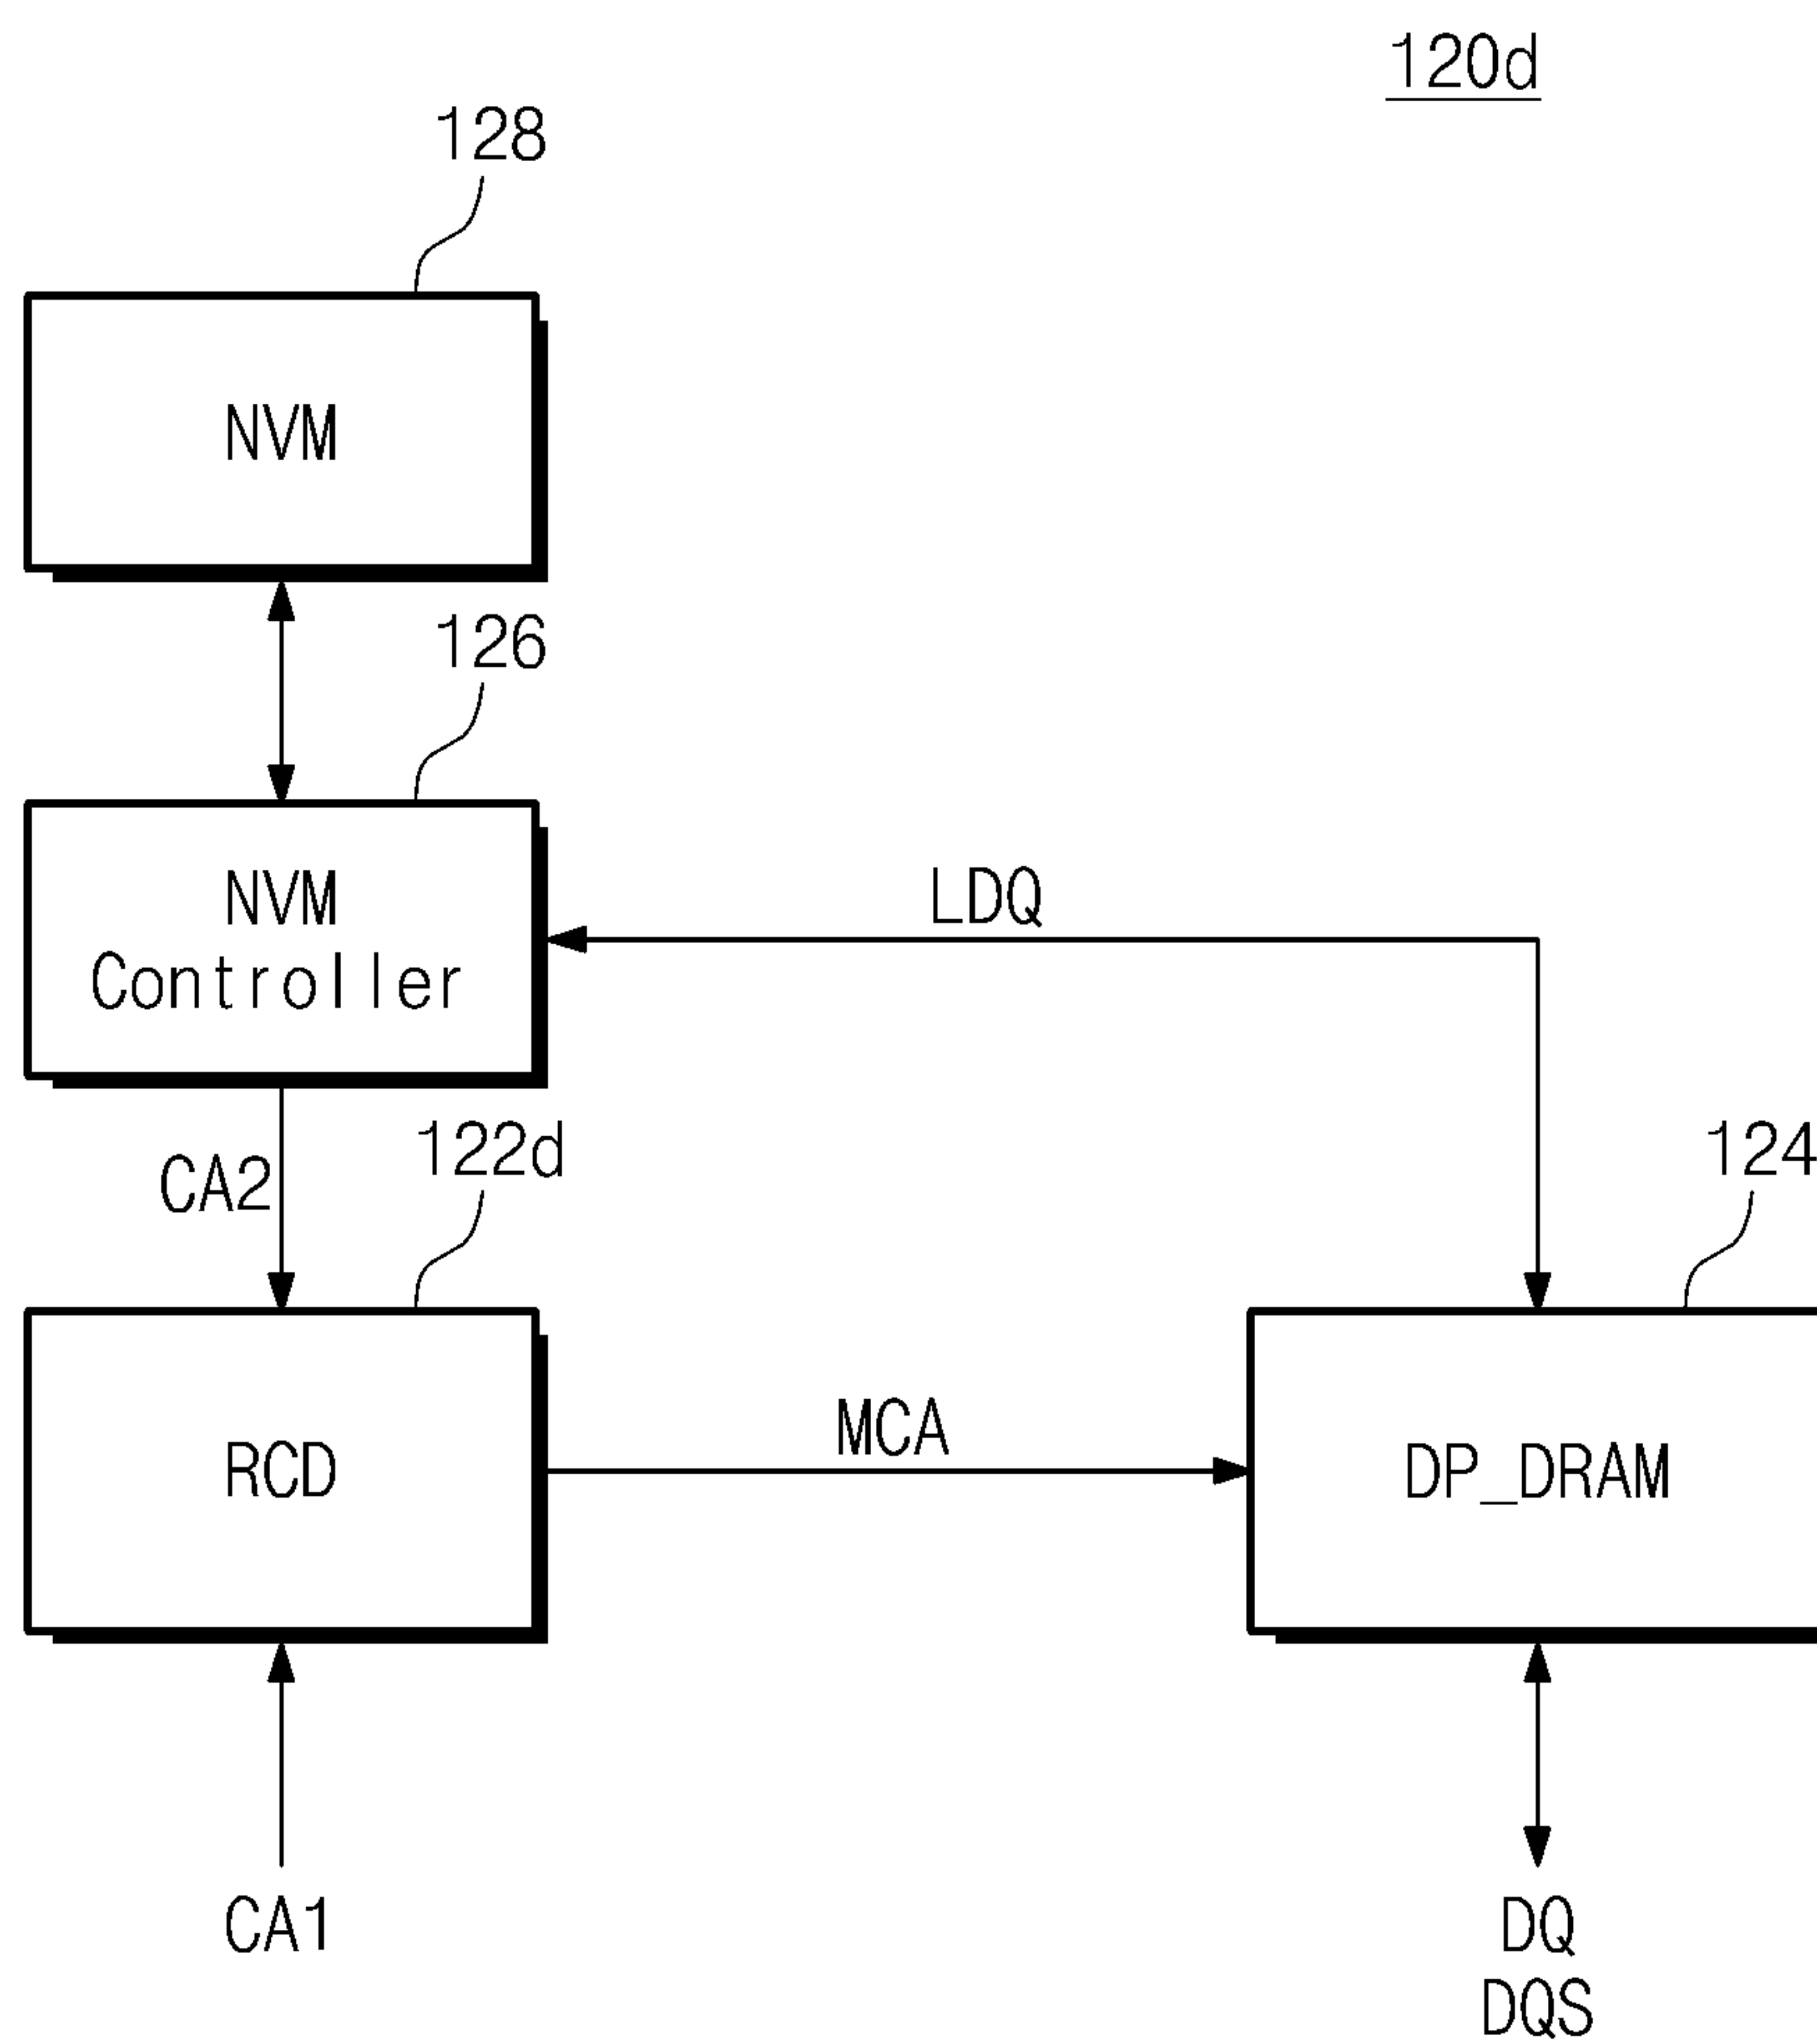 120d
128
NVM
126
NVM
Controller
LDQ
CA2
122d
124
RCD
MCA
DP_DRAM
CA1
DQ
DQS